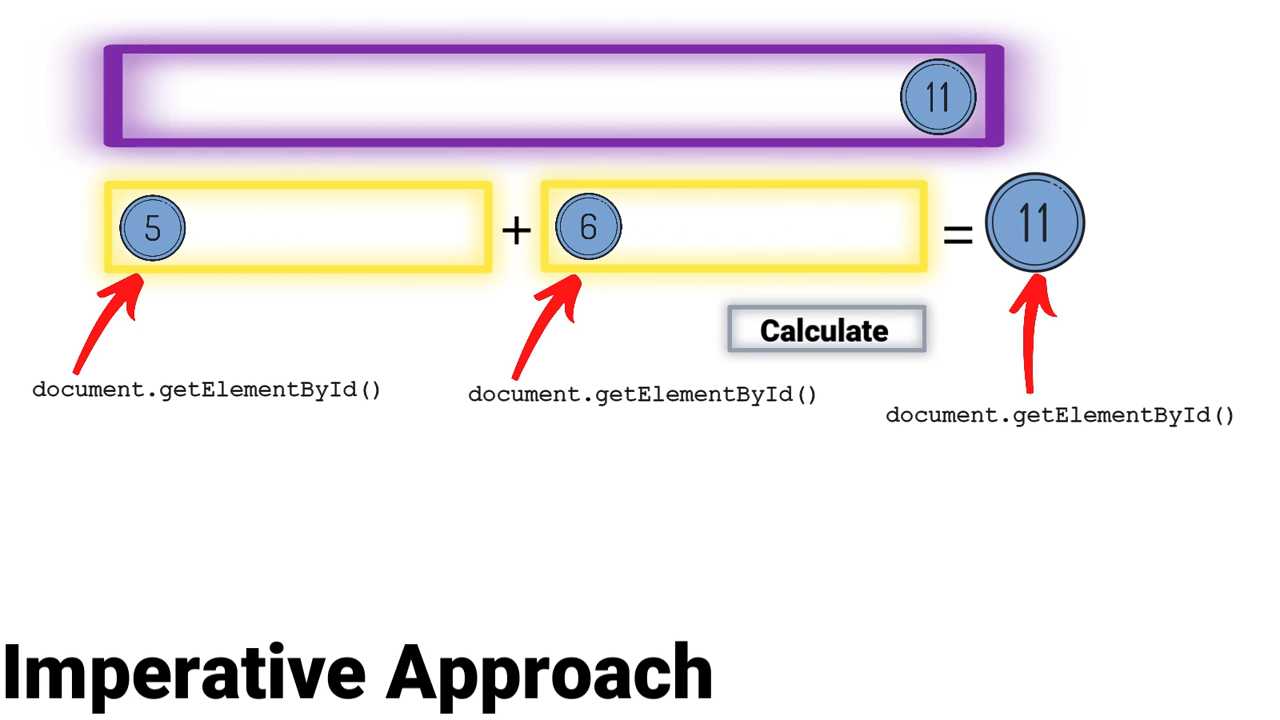 11
5 + 6 = 11
Calculate
document.getElementById()
document.getElementById()
document.getElementById()
Imperative Approach